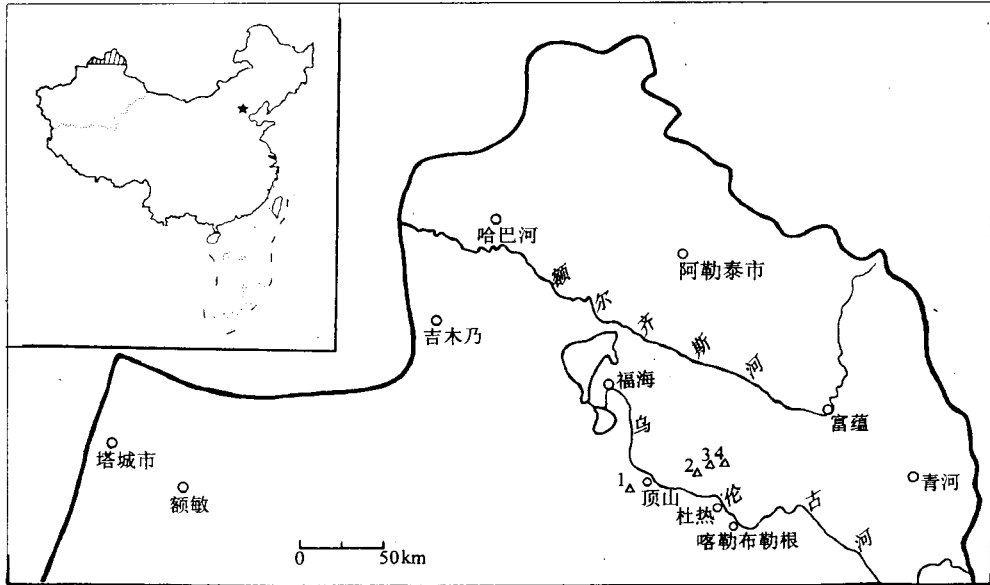 哈巴河
阿勒泰市
额尔齐斯河
吉木乃
福海
富蕴
乌伦古河
塔城市
额敏
1
2
3
4
顶山
青河
杜热
喀勒布勒根
0
50km